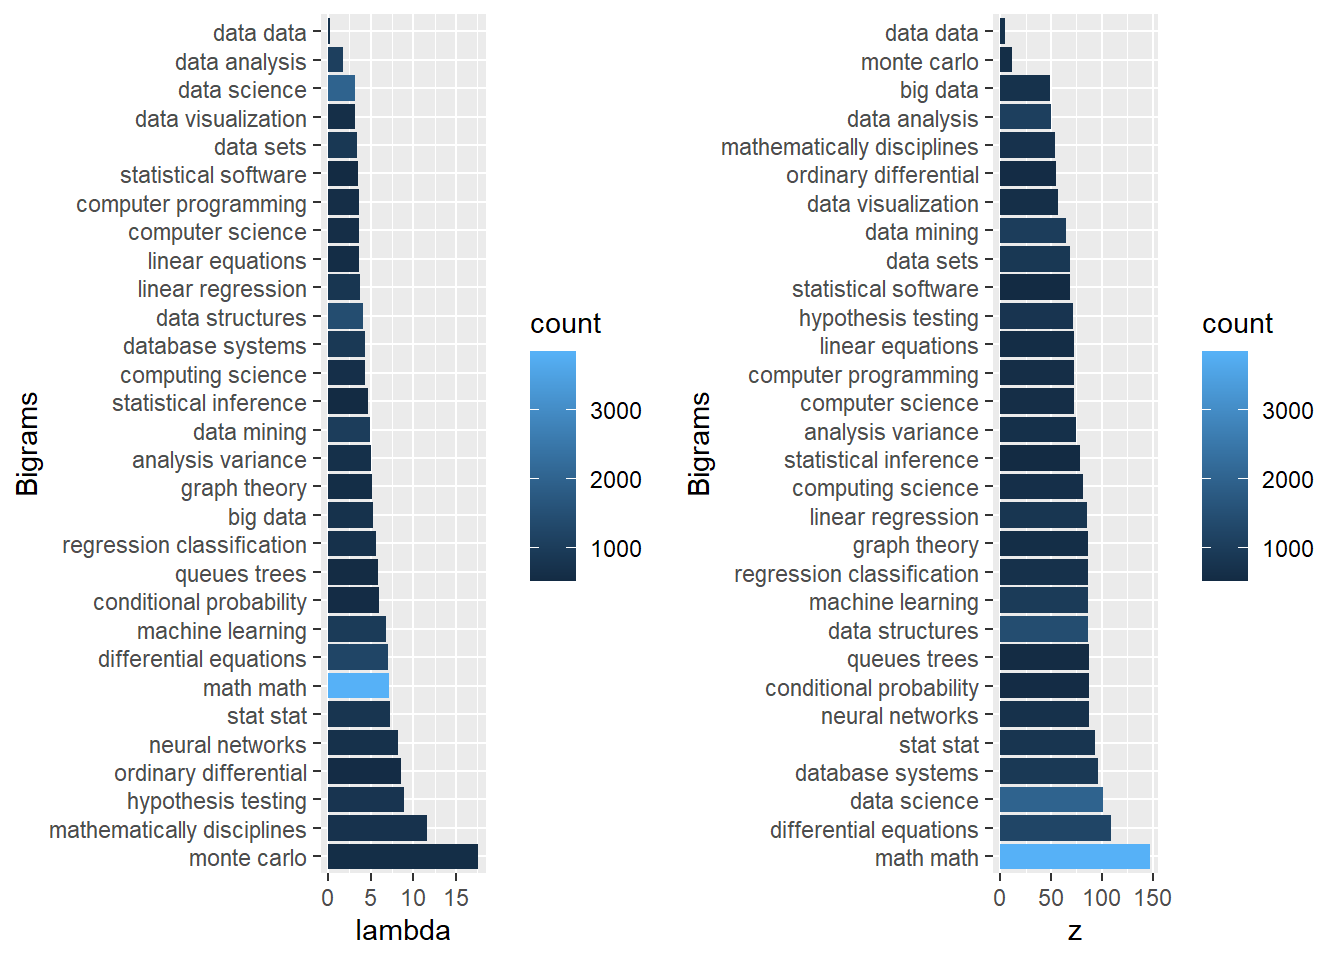 data data
data analysis
data science
data visualization
data sets
statistical software
computer programming
computer science
linear equations
linear regression
data structures
database systems
computing science
statistical inference
data mining
analysis variance
graph theory
big data
regression classification
queues trees
conditional probability
machine learning
differential equations
math math
stat stat
neural networks
ordinary differential
hypothesis testing
mathematically disciplines
monte carlo
Bigrams
0 5 10 15
lambda
count
3000
2000
1000
data data
monte carlo
big data
data analysis
mathematically disciplines
ordinary differential
data visualization
data mining
data sets
statistical software
hypothesis testing
linear equations
computer programming
computer science
analysis variance
statistical inference
computing science
linear regression
graph theory
regression classification
machine learning
data structures
queues trees
conditional probability
neural networks
stat stat
database systems
data science
differential equations
math math
Bigrams
0 50 100 150
z
count
3000
2000
1000